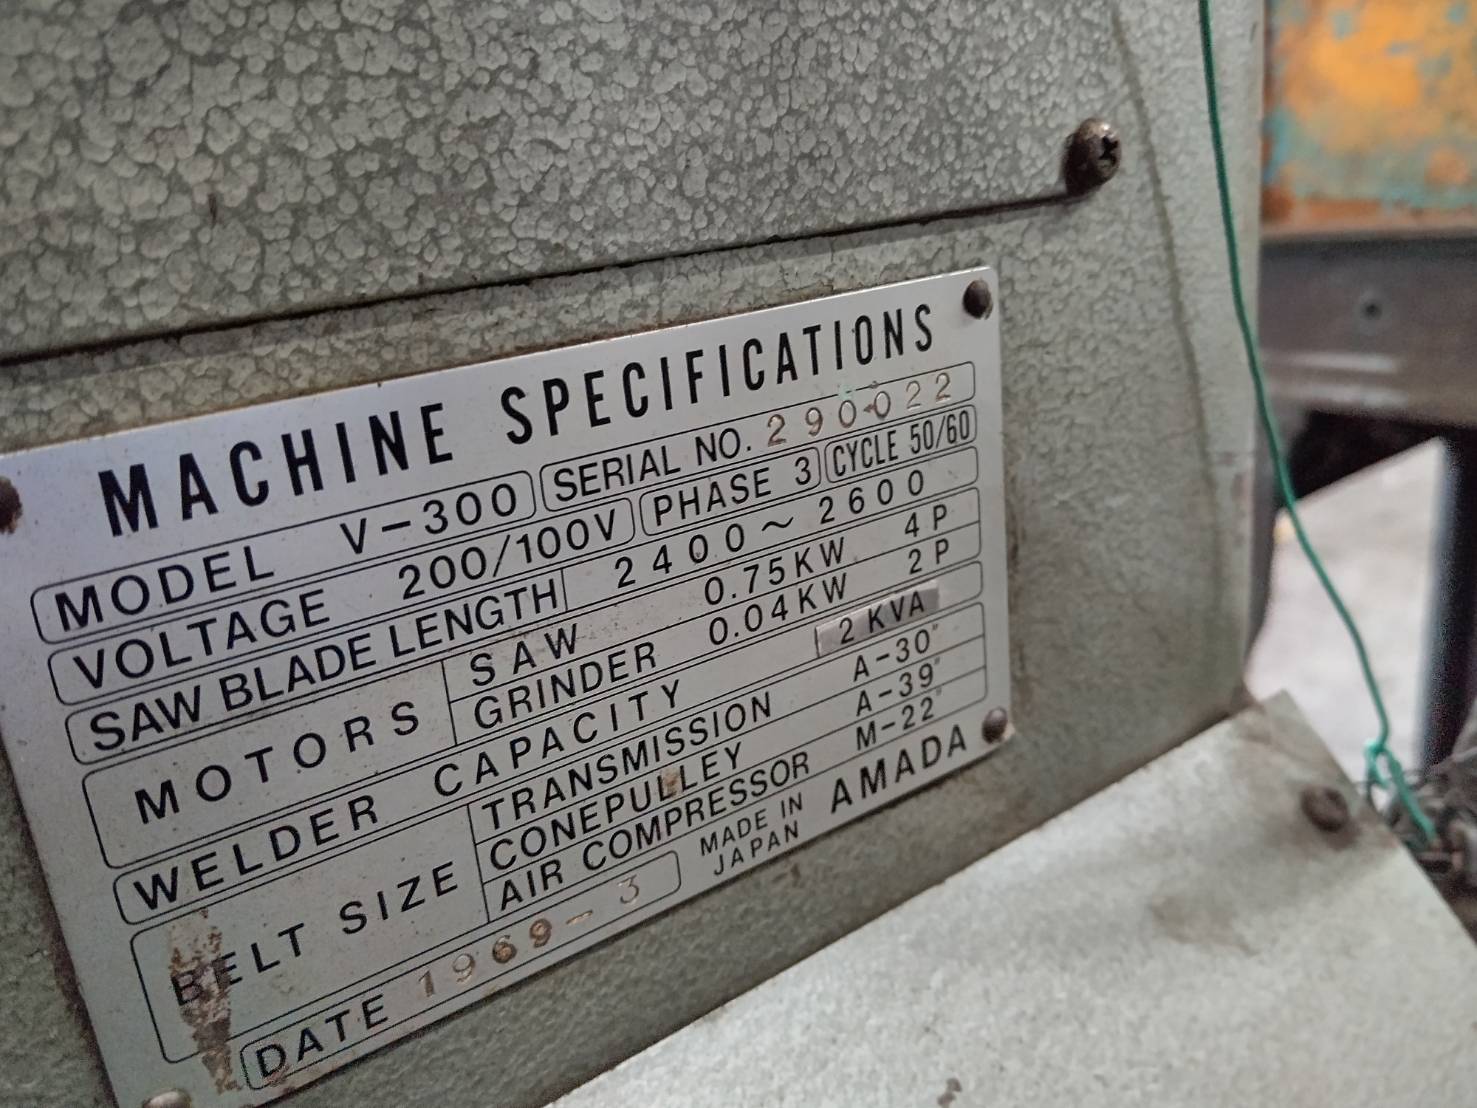 MACHINE SPECIFICATIONS
MODEL V-300 SERIAL NO. 290022
VOLTAGE 200/100V PHASE 3 CYCLE 50/60
SAW BLADE LENGTH 2400~2600
MOTORS SAW 0.75KW 4P
GRINDER 0.04KW 2P
WELDER CAPACITY 2 KVA
BELT SIZE TRANSMISSION A-30"
CONEPULLEY A-39"
AIR COMPRESSOR M-22"
DATE 1969-3 MADE IN JAPAN AMADA